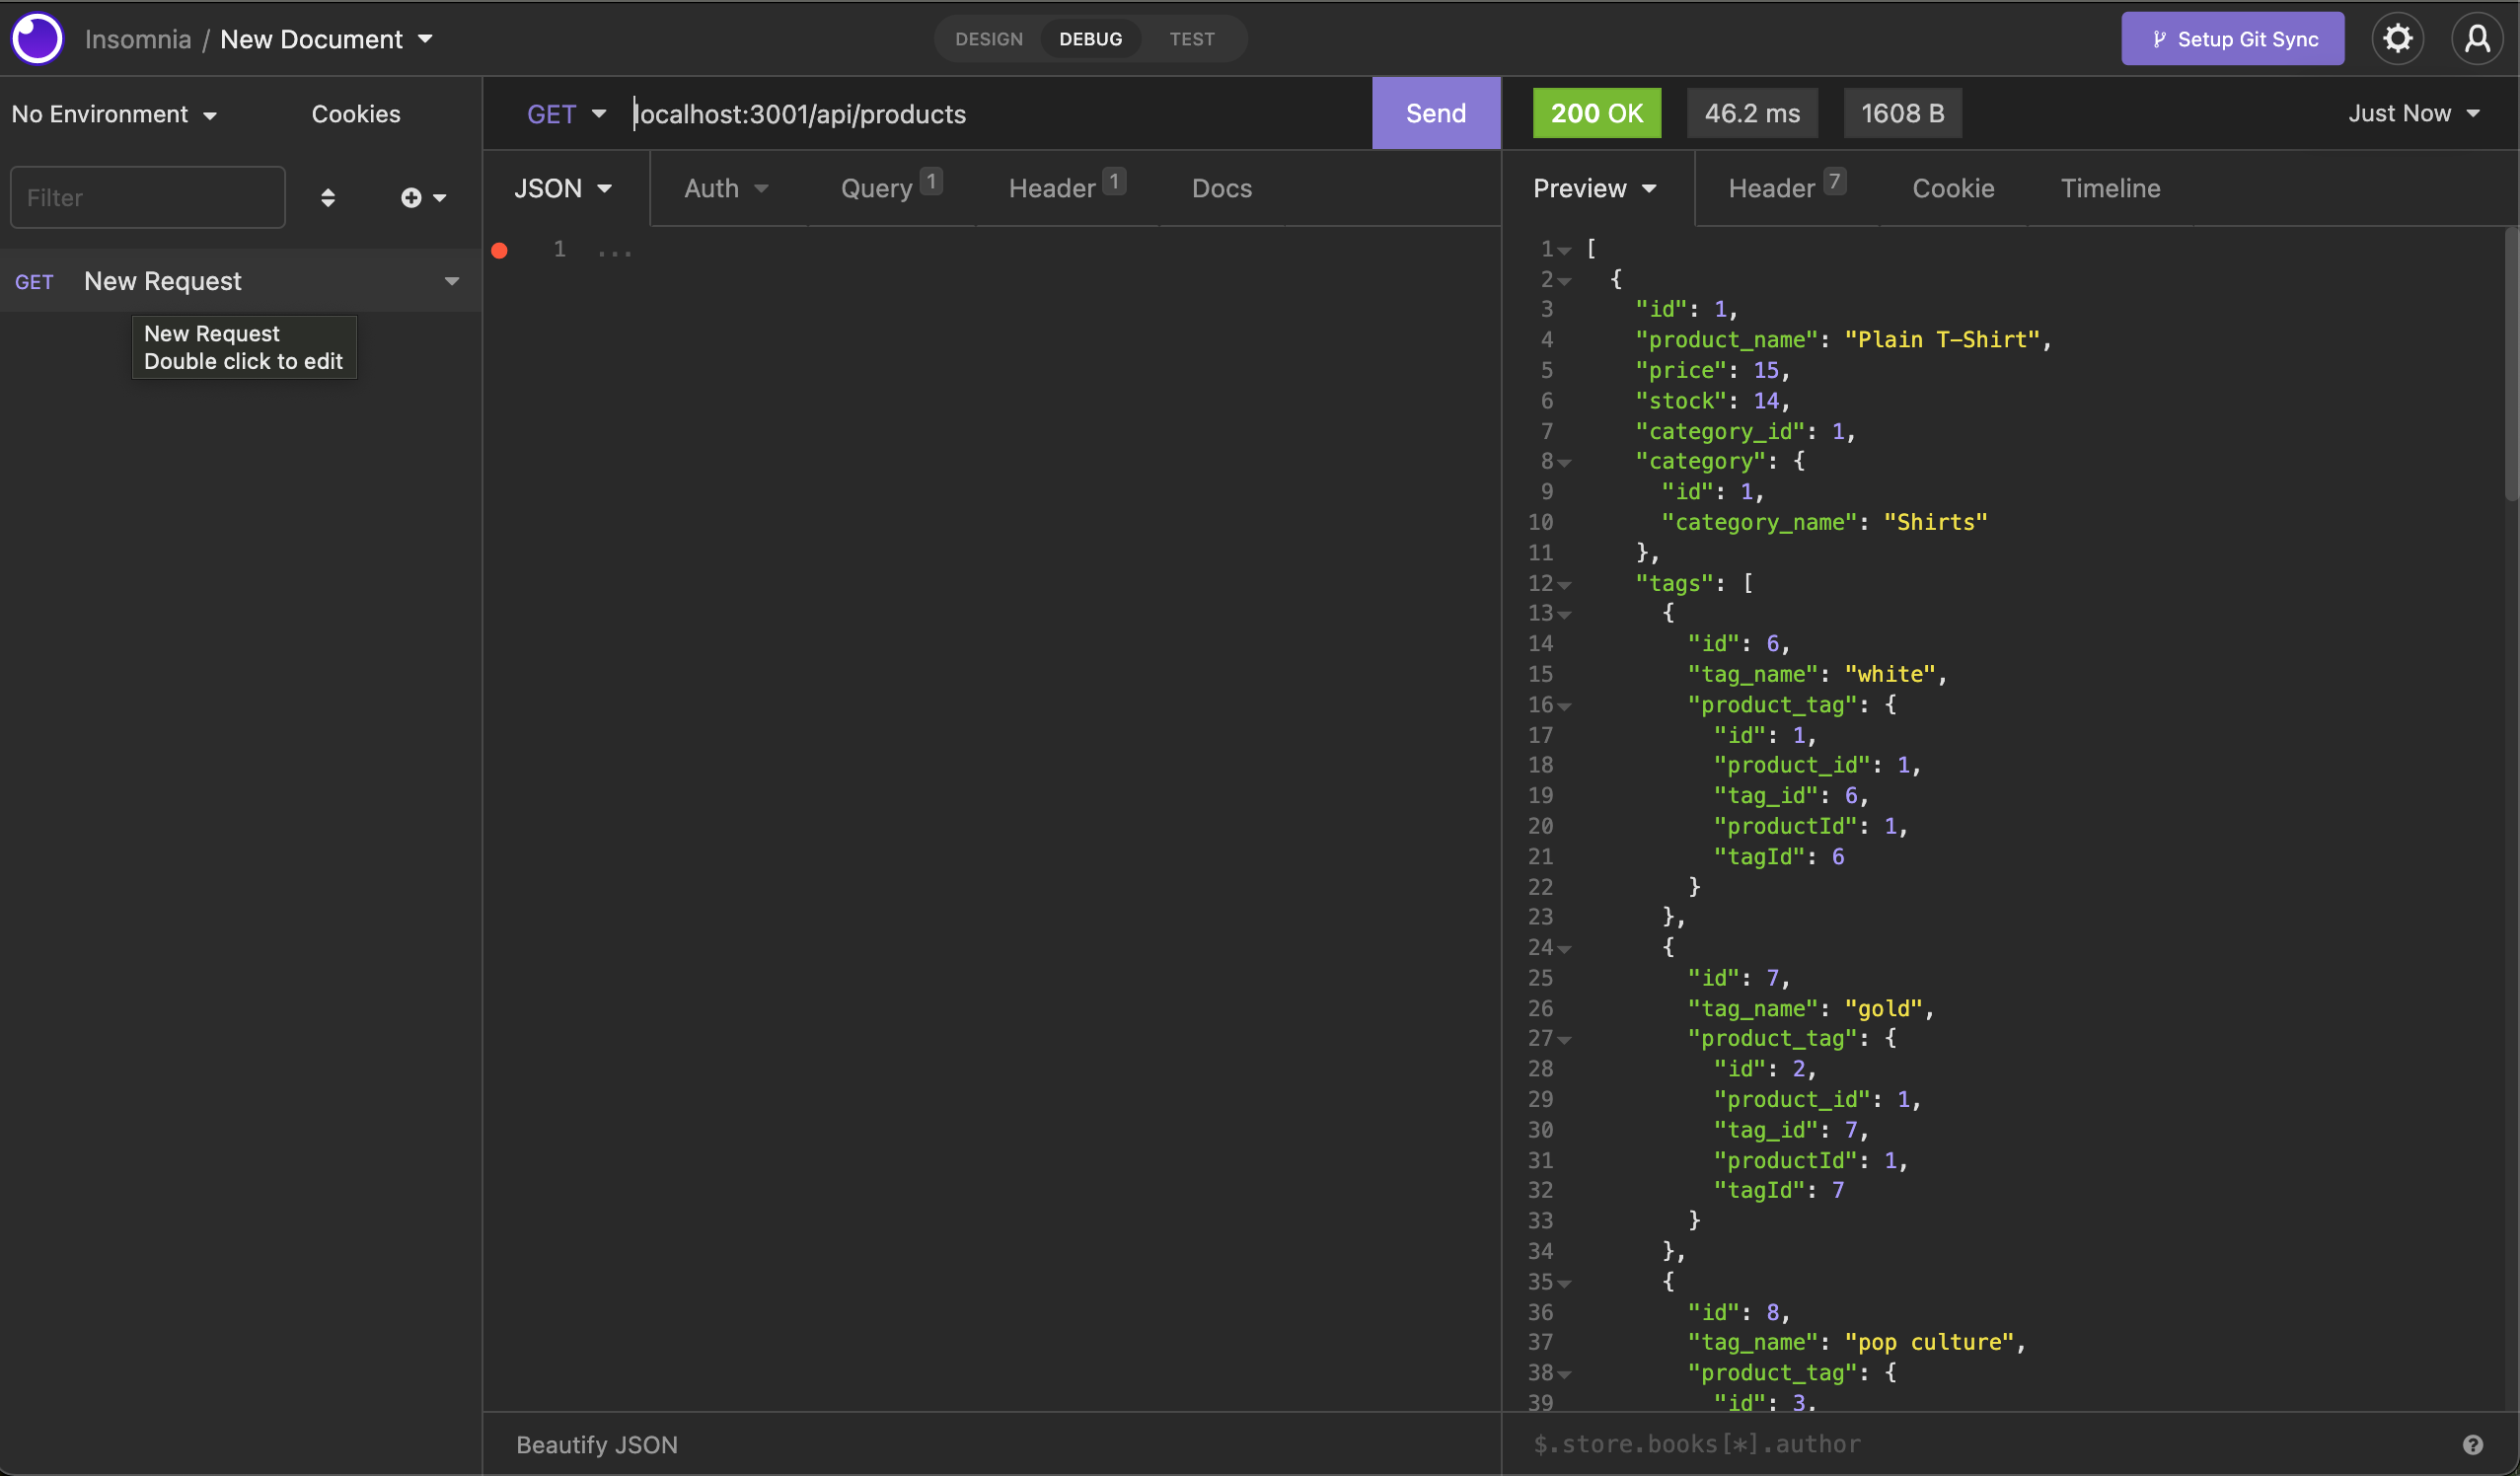 Insomnia / New Document
DESIGN DEBUG TEST
Setup Git Sync
No Environment
Cookies
Filter
GET New Request
New Request
Double click to edit
GET localhost:3001/api/products
Send
JSON Auth Query 1 Header 1 Docs
1 ...
Beautify JSON
200 OK 46.2 ms 1608 B Just Now
Preview Header 7 Cookie Timeline
1 [
2 {
3 "id": 1,
4 "product_name": "Plain T-Shirt",
5 "price": 15,
6 "stock": 14,
7 "category_id": 1,
8 "category": {
9 "id": 1,
10 "category_name": "Shirts"
11 },
12 "tags": [
13 {
14 "id": 6,
15 "tag_name": "white",
16 "product_tag": {
17 "id": 1,
18 "product_id": 1,
19 "tag_id": 6,
20 "productId": 1,
21 "tagId": 6
22 }
23 },
24 {
25 "id": 7,
26 "tag_name": "gold",
27 "product_tag": {
28 "id": 2,
29 "product_id": 1,
30 "tag_id": 7,
31 "productId": 1,
32 "tagId": 7
33 }
34 },
35 {
36 "id": 8,
37 "tag_name": "pop culture",
38 "product_tag": {
39 "id": 3,
$.store.books[*].author